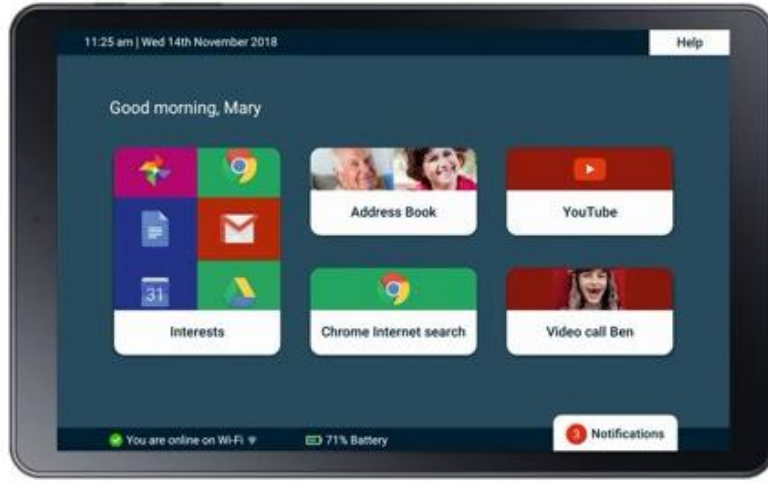 11:25 am | Wed 14th November 2018
Help
Good morning, Mary
Address Book
YouTube
31
Interests
Chrome Internet search
Video call Ben
You are online on Wi-Fi
71% Battery
3 Notifications